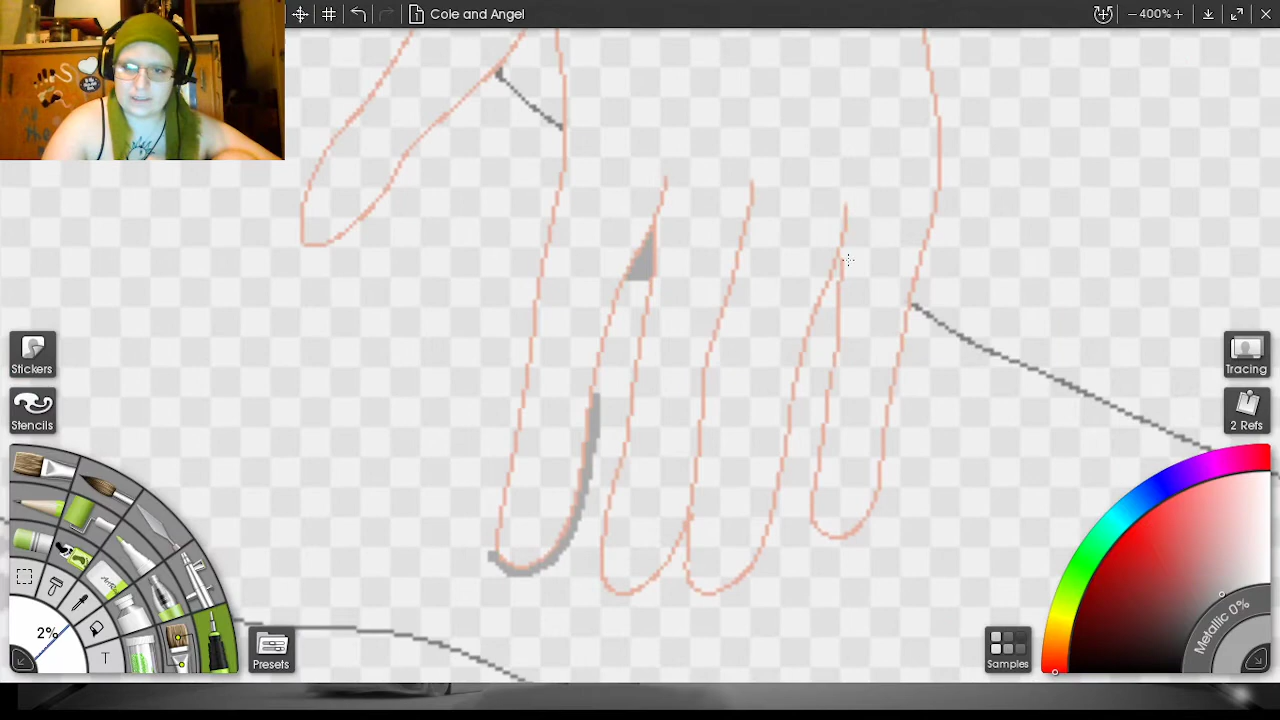 Cole and Angel
400%
Stickers
Stencils
Tracing
2 Refs
2%
T
Presets
Samples
Metallic 0%